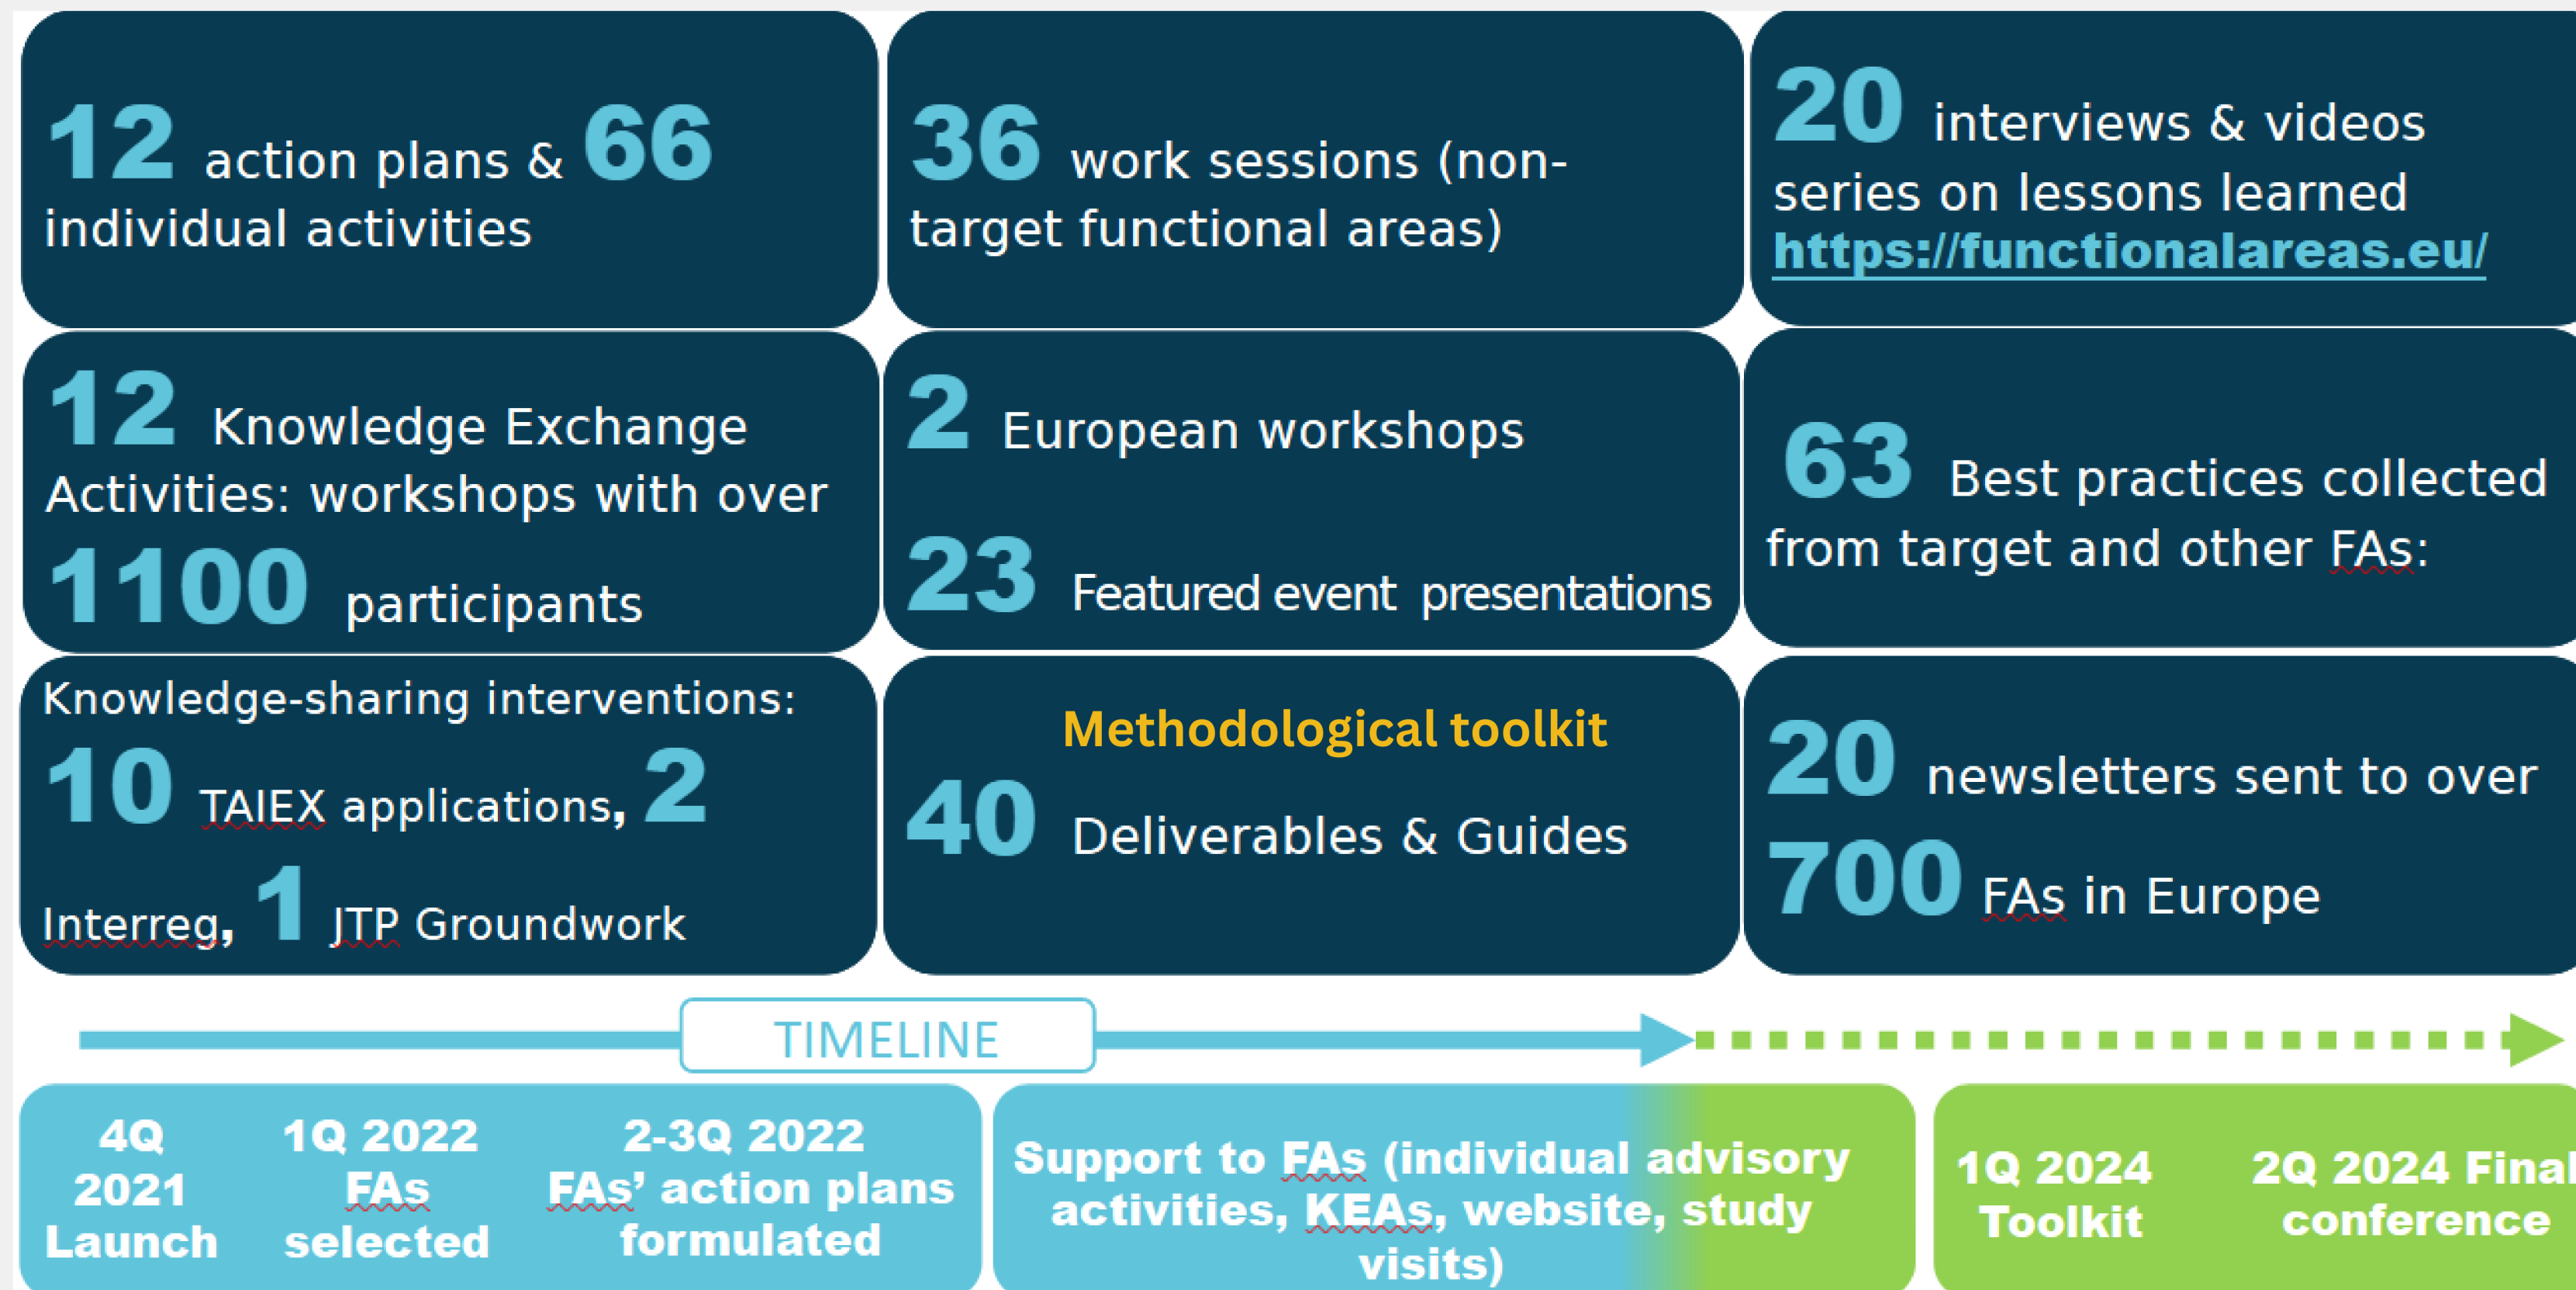 12 action plans & 66
individual activities
36 work sessions (non-
target functional areas)
20 interviews & videos
series on lessons learned
https://functionalareas.eu/
12 Knowledge Exchange
Activities: workshops with over
1100 participants
2 European workshops
23 Featured event presentations
63 Best practices collected
from target and other FAs:
Knowledge-sharing interventions:
10 TAIEX applications, 2
Interreg, 1 JTP Groundwork
Methodological toolkit
40 Deliverables & Guides
20 newsletters sent to over
700 FAs in Europe
TIMELINE
4Q
2021
Launch
1Q 2022
FAs
selected
2-3Q 2022
FAs’ action plans
formulated
Support to FAs (individual advisory
activities, KEAs, website, study
visits)
1Q 2024
Toolkit
2Q 2024 Final
conference